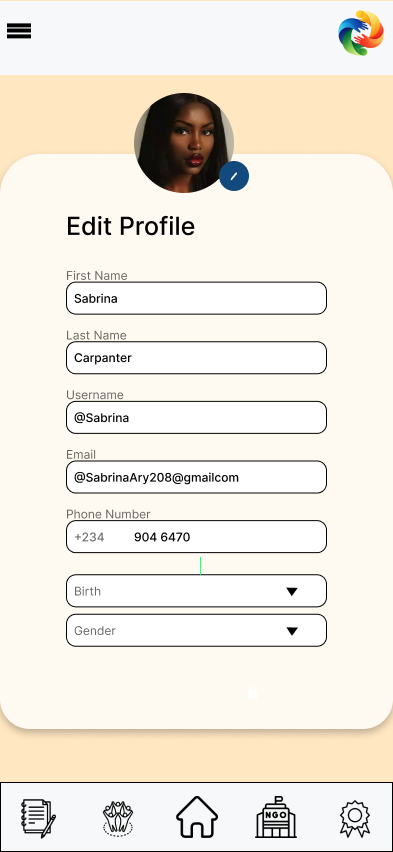 Edit Profile
First Name
Sabrina
Last Name
Carpanter
Username
@Sabrina
Email
@SabrinaAry208@gmailcom
Phone Number
+234 904 6470
Birth
Gender
NGO